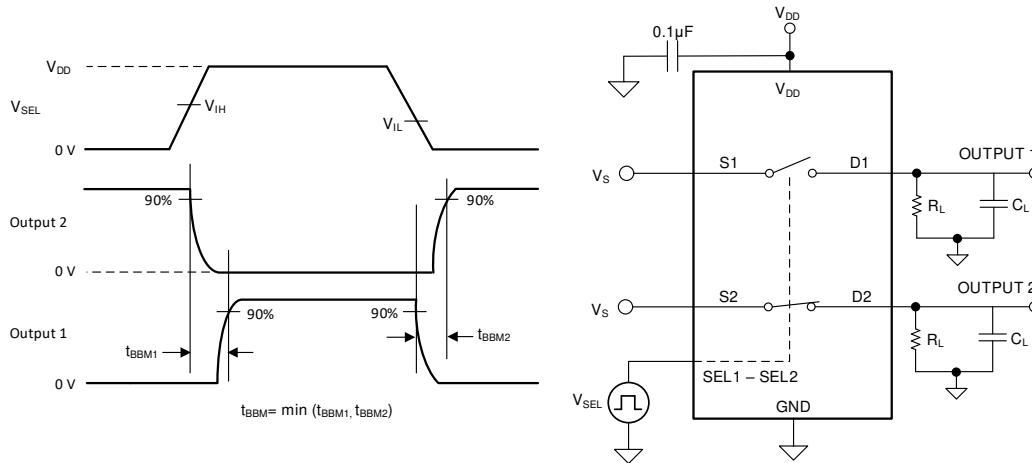 V_DD
V_SEL
V_IH
V_IL
0 V
90%
90%
Output 2
0 V
90%
90%
Output 1
t_BBM1
t_BBM2
0 V
t_BBM= min (t_BBM1, t_BBM2)
V_DD
0.1µF
V_DD
OUTPUT 1
V_S
S1
D1
R_L
C_L
OUTPUT 2
V_S
S2
D2
R_L
C_L
SEL1 – SEL2
V_SEL
GND